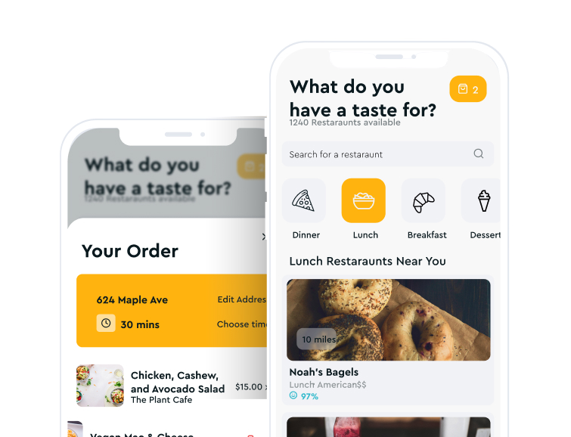 What do you
have a taste for?
1240 Restaraunts available
2
Search for a restaraunt
Dinner
Lunch
Breakfast
Dessert
Lunch Restaraunts Near You
10 miles
Noah's Bagels
Lunch American$$
97%
What do you
have a taste for?
1240 Restaraunts available
Your Order
624 Maple Ave
Edit Addres
30 mins
Choose time
Chicken, Cashew,
and Avocado Salad
$15.00
The Plant Cafe
Vegan Mac & Cheese